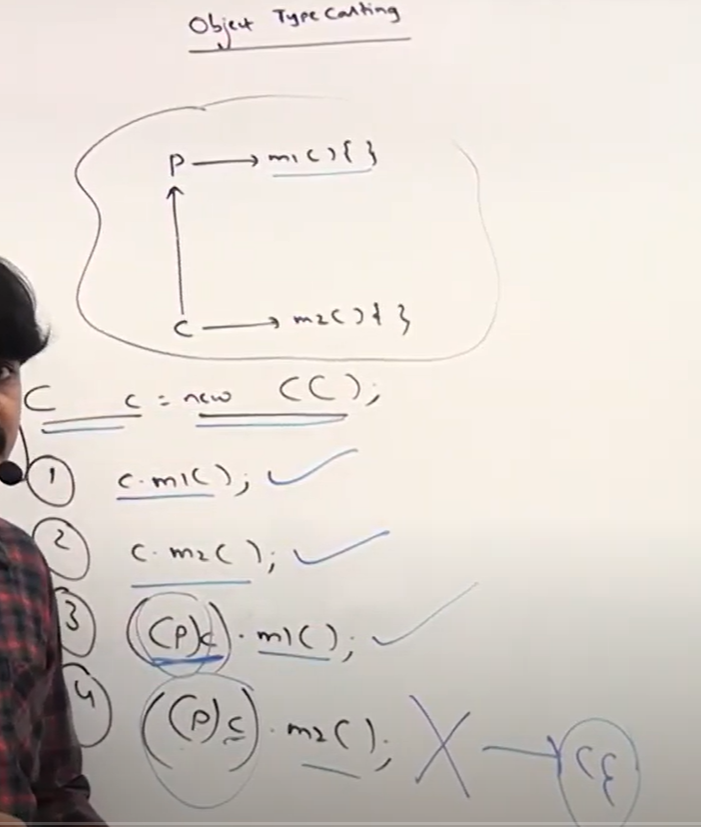 Object Type Casting
P → m1() { }
C → m2() { }
C c = new C();
1 c.m1(); ✓
2 c.m2(); ✓
3 ((P)c).m1(); ✓
4 ((P)c).m2(); X → CE